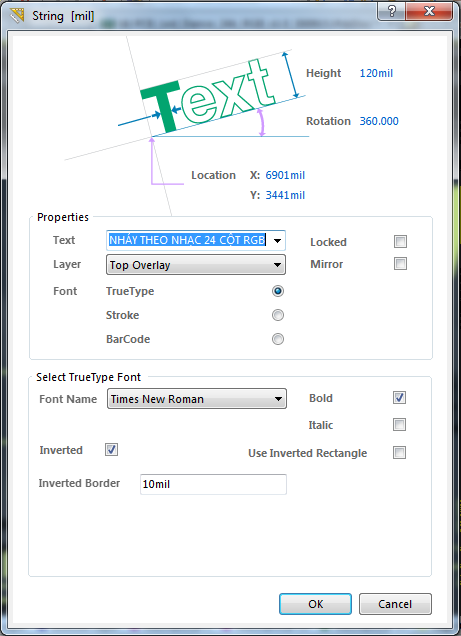 String [mil]
Text
Height 120mil
Rotation 360.000
Location X: 6901mil
Y: 3441mil
Properties
Text NHÁY THEO NHẠC 24 CỘT RGB Locked
Layer Top Overlay Mirror
Font TrueType
Stroke
BarCode
Select TrueType Font
Font Name Times New Roman Bold
Italic
Inverted Use Inverted Rectangle
Inverted Border 10mil
OK Cancel